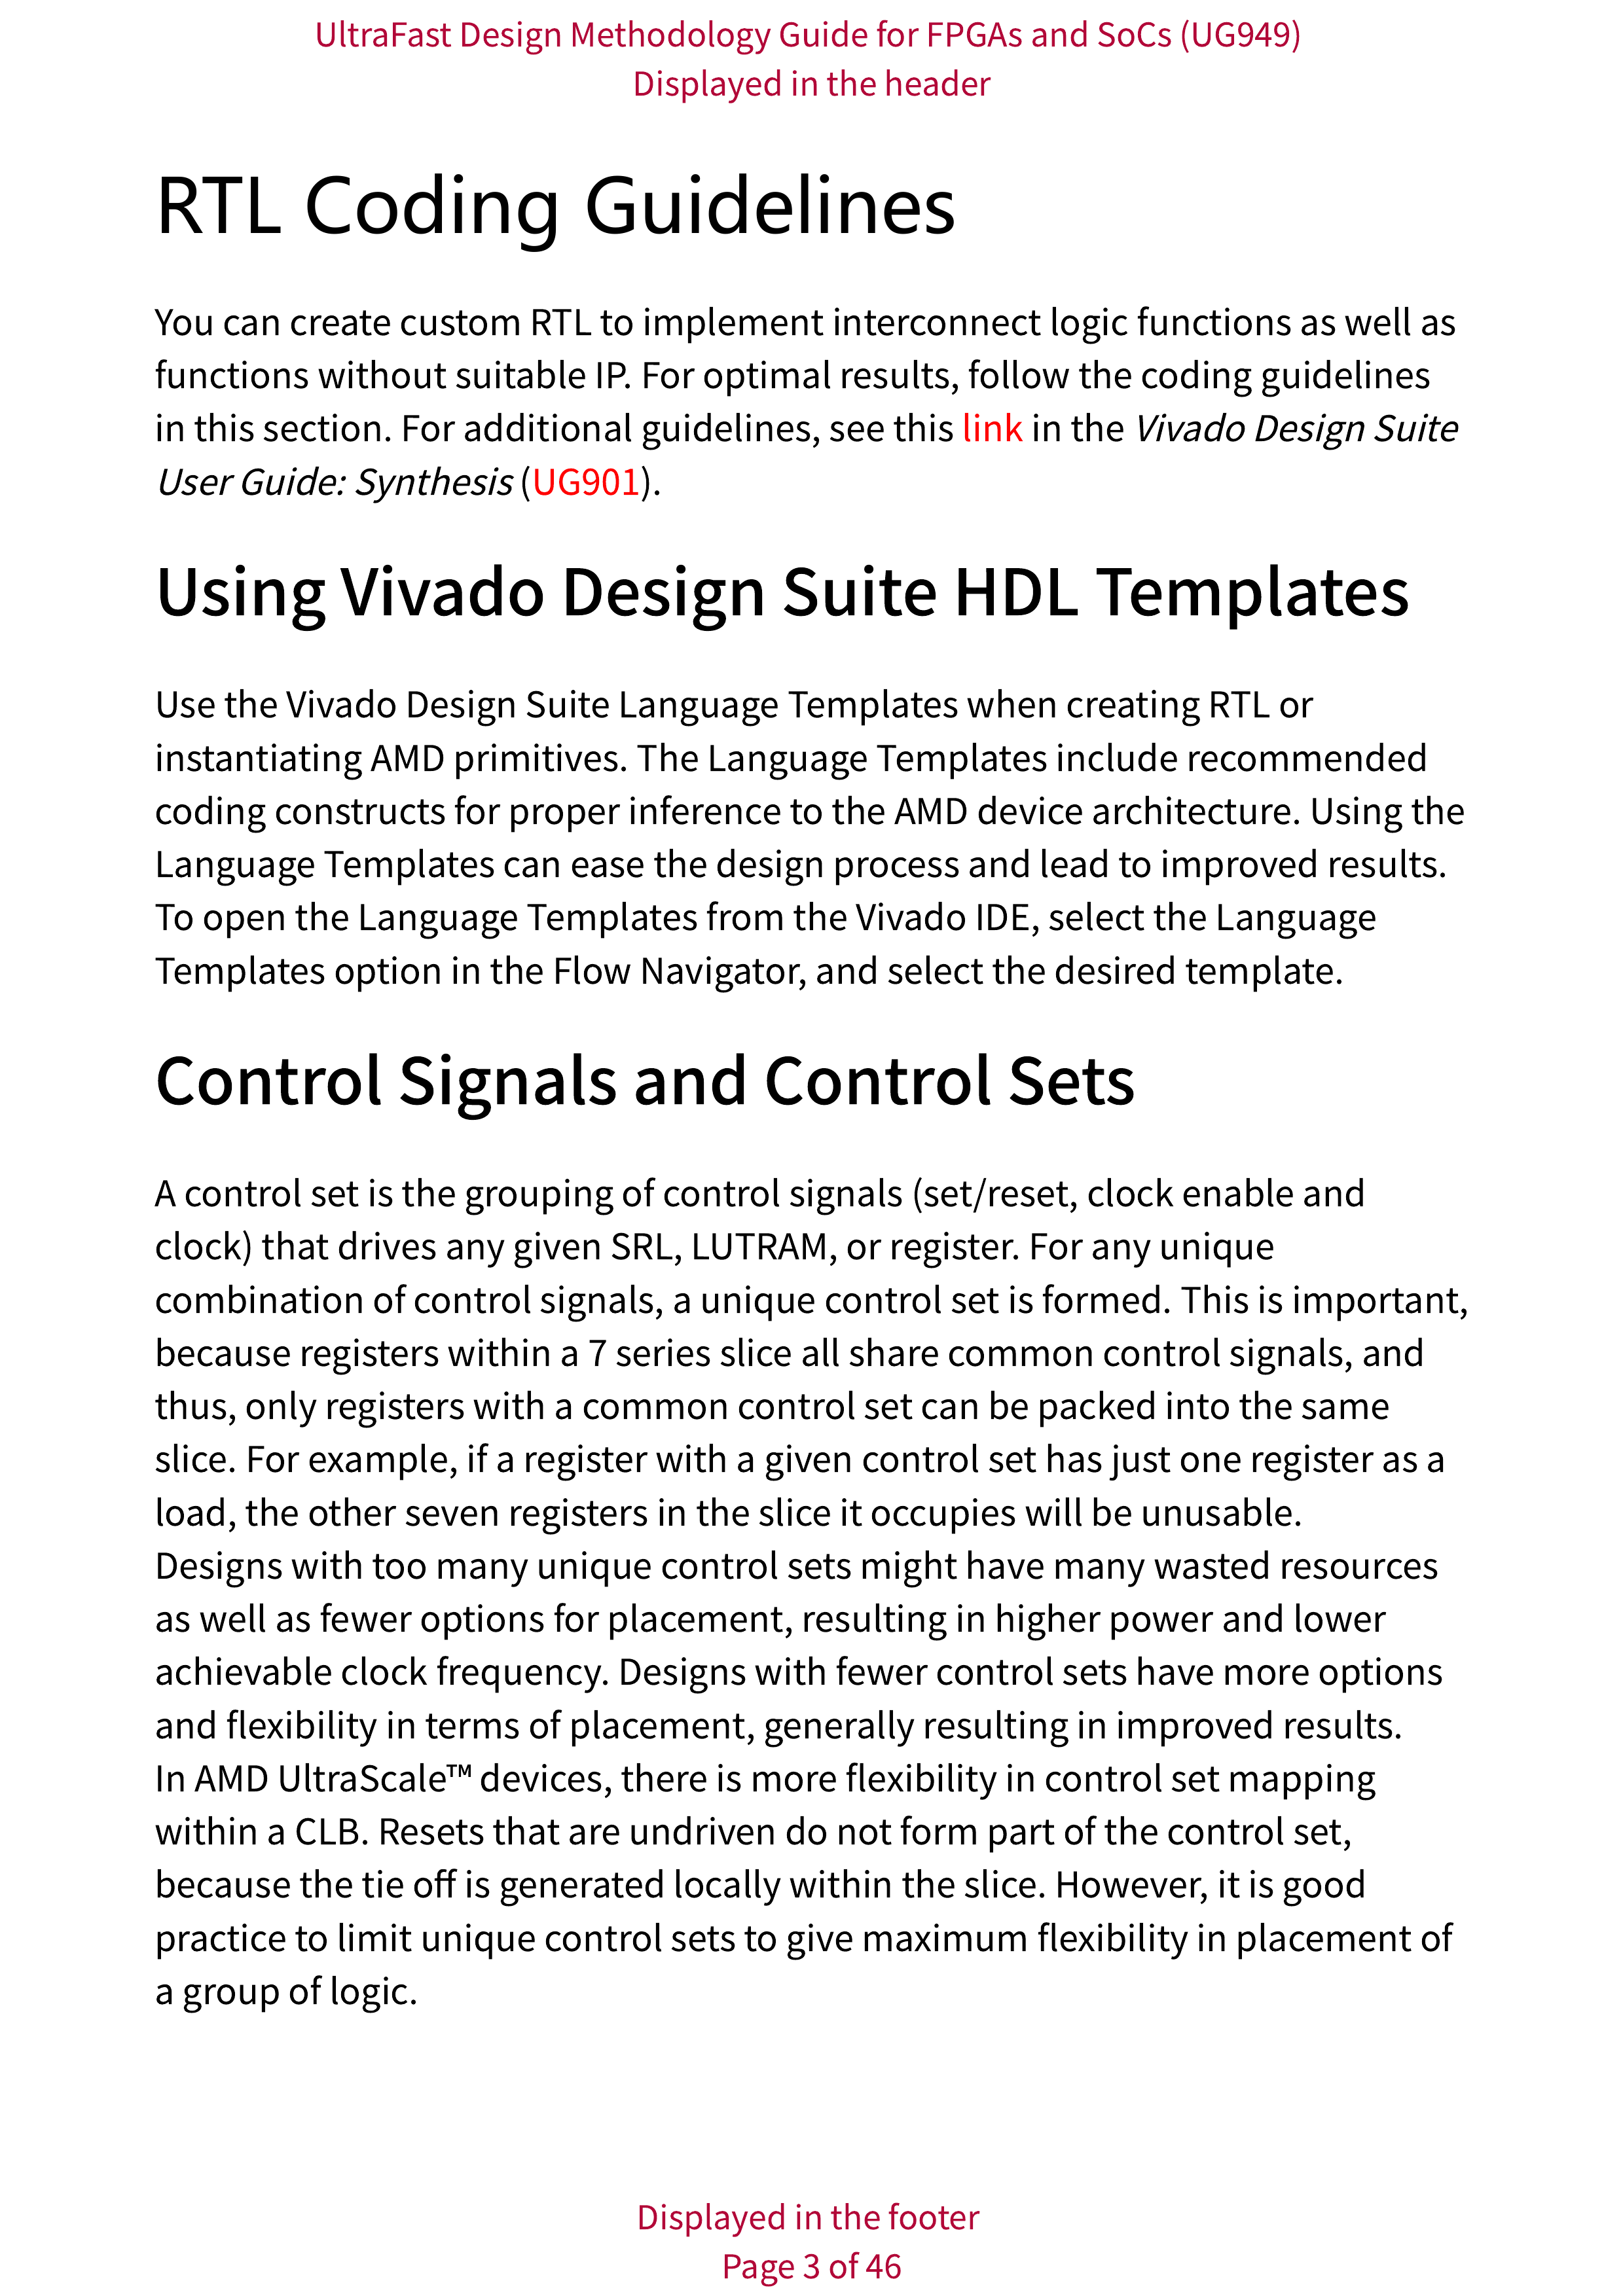 UltraFast Design Methodology Guide for FPGAs and SoCs (UG949)
Displayed in the header
RTL Coding Guidelines
You can create custom RTL to implement interconnect logic functions as well as
functions without suitable IP. For optimal results, follow the coding guidelines
in this section. For additional guidelines, see this link in the Vivado Design Suite
User Guide: Synthesis (UG901).
Using Vivado Design Suite HDL Templates
Use the Vivado Design Suite Language Templates when creating RTL or
instantiating AMD primitives. The Language Templates include recommended
coding constructs for proper inference to the AMD device architecture. Using the
Language Templates can ease the design process and lead to improved results.
To open the Language Templates from the Vivado IDE, select the Language
Templates option in the Flow Navigator, and select the desired template.
Control Signals and Control Sets
A control set is the grouping of control signals (set/reset, clock enable and
clock) that drives any given SRL, LUTRAM, or register. For any unique
combination of control signals, a unique control set is formed. This is important,
because registers within a 7 series slice all share common control signals, and
thus, only registers with a common control set can be packed into the same
slice. For example, if a register with a given control set has just one register as a
load, the other seven registers in the slice it occupies will be unusable.
Designs with too many unique control sets might have many wasted resources
as well as fewer options for placement, resulting in higher power and lower
achievable clock frequency. Designs with fewer control sets have more options
and flexibility in terms of placement, generally resulting in improved results.
In AMD UltraScale™ devices, there is more flexibility in control set mapping
within a CLB. Resets that are undriven do not form part of the control set,
because the tie off is generated locally within the slice. However, it is good
practice to limit unique control sets to give maximum flexibility in placement of
a group of logic.
Displayed in the footer
Page 3 of 46